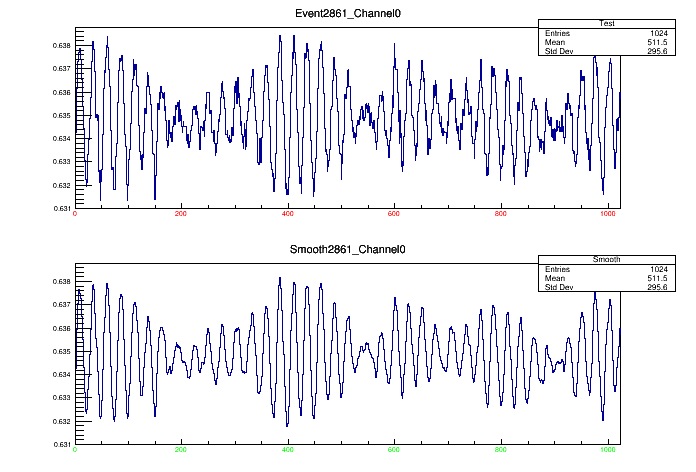 Event2861_Channel0
Test
Entries 1024
Mean 511.5
Std Dev 295.6
0.638
0.637
0.636
0.635
0.634
0.633
0.632
0.631
0 200 400 600 800 1000
Smooth2861_Channel0
Smooth
Entries 1024
Mean 511.5
Std Dev 295.6
0.638
0.637
0.636
0.635
0.634
0.633
0.632
0.631
0 200 400 600 800 1000